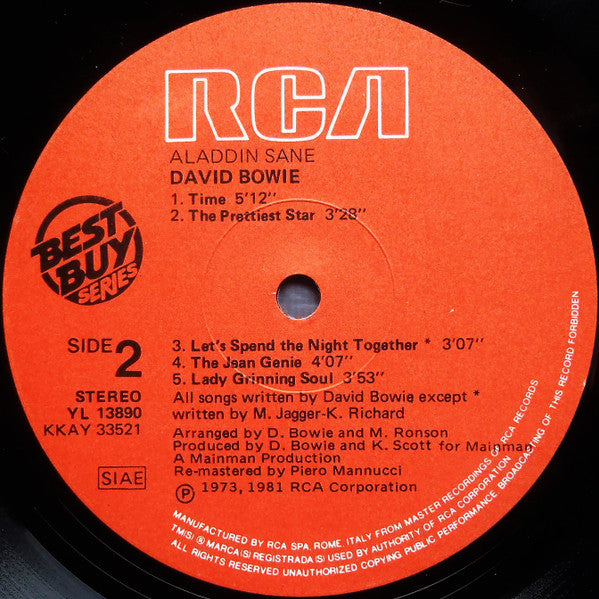 RCA
ALADDIN SANE
DAVID BOWIE
1. Time 5'12''
2. The Prettiest Star 3'28''
BEST
BUY
SERIES
SIDE 2
3. Let's Spend the Night Together * 3'07''
4. The Jean Genie 4'07''
5. Lady Grinning Soul 3'53''
STEREO
YL 13890
KKAY 33521
All songs written by David Bowie except *
written by M. Jagger-K. Richard
Arranged by D. Bowie and M. Ronson
Produced by D. Bowie and K. Scott for Mainman
A Mainman Production
Re-mastered by Piero Mannucci
SIAE
Ⓟ 1973, 1981 RCA Corporation
MANUFACTURED BY RCA SPA, ROME, ITALY FROM MASTER RECORDINGS OF RCA RECORDS
TM(S) ® MARCA(S) REGISTRADA(S) USED BY AUTHORITY OF RCA CORPORATION
ALL RIGHTS RESERVED UNAUTHORIZED COPYING PUBLIC PERFORMANCE BROADCASTING OF THIS RECORD FORBIDDEN